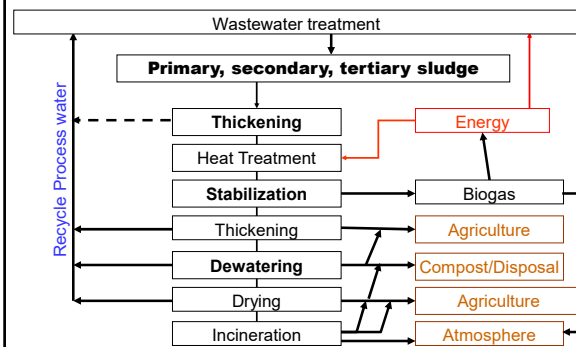 Wastewater treatment
Primary, secondary, tertiary sludge
Recycle Process water
Thickening
Energy
Heat Treatment
Stabilization
Biogas
Thickening
Agriculture
Dewatering
Compost/Disposal
Drying
Agriculture
Incineration
Atmosphere